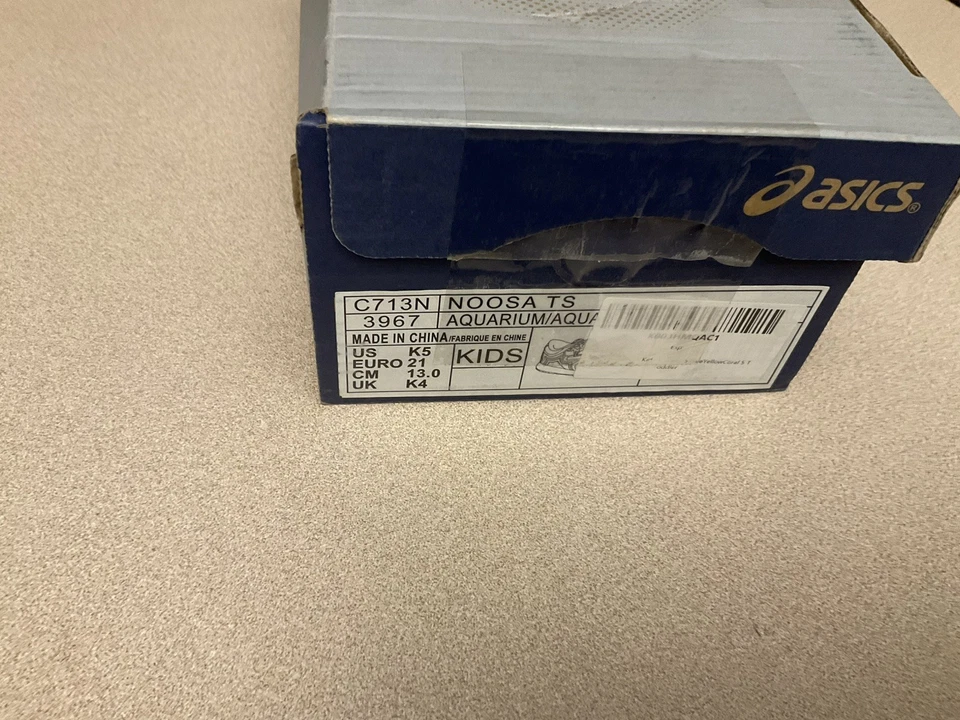 asics®
C713N NOOSA TS
3967 AQUARIUM/AQUA
MADE IN CHINA/FABRIQUE EN CHINE
US K5
EURO 21
CM 13.0
UK K4
KIDS